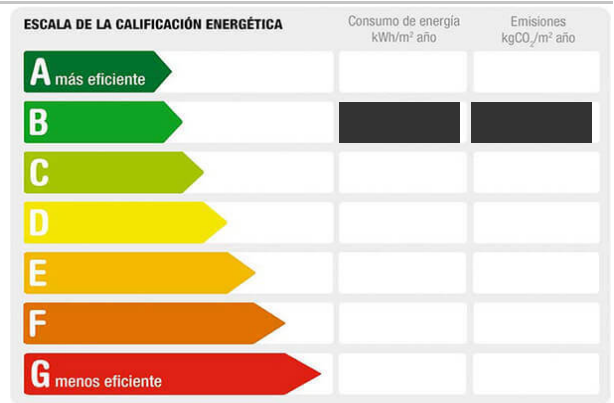 ESCALA DE LA CALIFICACIÓN ENERGÉTICA
Consumo de energía
kWh/m² año
Emisiones
kgCO₂/m² año
A más eficiente
B
C
D
E
F
G menos eficiente